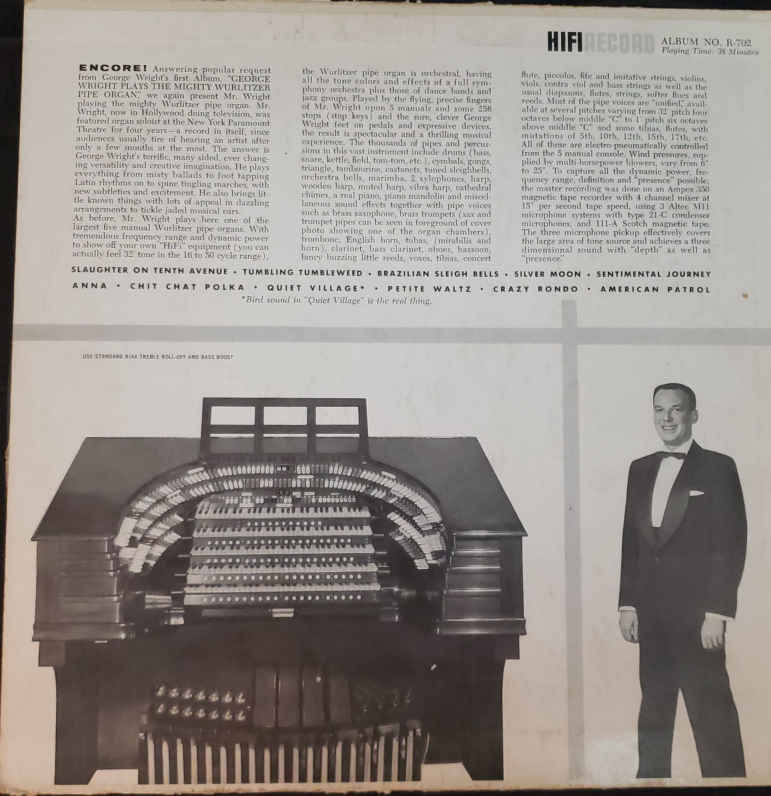 HIFIRECORD
ALBUM NO. R-702
Playing Time: 38 Minutes
ENCORE! Answering popular request
from George Wright's first Album, "GEORGE
WRIGHT PLAYS THE MIGHTY WURLITZER
PIPE ORGAN," we again present Mr. Wright
playing the mighty Wurlitzer pipe organ. Mr.
Wright, now in Hollywood doing television, was
featured organ soloist at the New York Paramount
Theatre for four years—a record in itself, since
audiences usually tire of hearing an artist after
only a few months at the most. The answer is
George Wright's terrific, many sided, ever chang-
ing versatility and creative imagination. He plays
everything from misty ballads to foot tapping
Latin rhythms on to spine tingling marches, with
new subtleties and excitement. He also brings lit-
tle known things with lots of appeal in dazzling
arrangements to tickle jaded musical ears.
As before, Mr. Wright plays here one of the
largest five manual Wurlitzer pipe organs. With
tremendous frequency range and dynamic power
to show off your own "HiFi" equipment (you can
actually feel 32' tone in the 16 to 50 cycle range),
the Wurlitzer pipe organ is orchestral, having
all the tone colors and effects of a full sym-
phony orchestra plus those of dance bands and
jazz groups. Played by the flying, precise fingers
of Mr. Wright upon 5 manuals and some 256
stops (stop keys) and the sure, clever George
Wright feet on pedals and expressive devices,
the result is spectacular and a thrilling musical
experience. The thousands of pipes and percus-
sions in this vast instrument include drums (bass,
snare, kettle, field, tom-tom, etc.), cymbals, gongs,
triangle, tambourine, castanets, tuned sleighbells,
orchestra bells, marimba, 2 xylophones, harp,
wooden harp, muted harp, vibra harp, cathedral
chimes, a real piano, piano mandolin and miscel-
laneous sound effects together with pipe voices
such as brass saxophone, brass trumpets (sax and
trumpet pipes can be seen in foreground of cover
photo showing one of the organ chambers),
trombone, English horn, tubas, (mirabilis and
horn), clarinet, bass clarinet, oboes, bassoon,
fancy buzzing little reeds, voxes, tibias, concert
flute, piccolos, fife and imitative strings, violins,
viols, contra viol and bass strings as well as the
usual diapasons, flutes, strings, softer flues and
reeds. Most of the pipe voices are "unified," avail-
able at several pitches varying from 32' pitch four
octaves below middle "C" to 1' pitch six octaves
above middle "C" and some tibias, flutes, with
mutations of 5th, 10th, 12th, 15th, 17th, etc.
All of these are electro-pneumatically controlled
from the 5 manual console. Wind pressures, sup-
plied by multi-horsepower blowers, vary from 6"
to 25". To capture all the dynamic power, fre-
quency range, definition and "presence" possible,
the master recording was done on an Ampex 350
magnetic tape recorder with 4 channel mixer at
15" per second tape speed, using 3 Altec M11
microphone systems with type 21-C condenser
microphones, and 111-A Scotch magnetic tape.
The three microphone pickup effectively covers
the large area of tone source and achieves a three
dimensional sound with "depth" as well as
"presence."
SLAUGHTER ON TENTH AVENUE • TUMBLING TUMBLEWEED • BRAZILIAN SLEIGH BELLS • SILVER MOON • SENTIMENTAL JOURNEY
ANNA • CHIT CHAT POLKA • QUIET VILLAGE* • PETITE WALTZ • CRAZY RONDO • AMERICAN PATROL
*Bird sound in "Quiet Village" is the real thing.
USE STANDARD RIAA TREBLE ROLL-OFF AND BASS BOOST